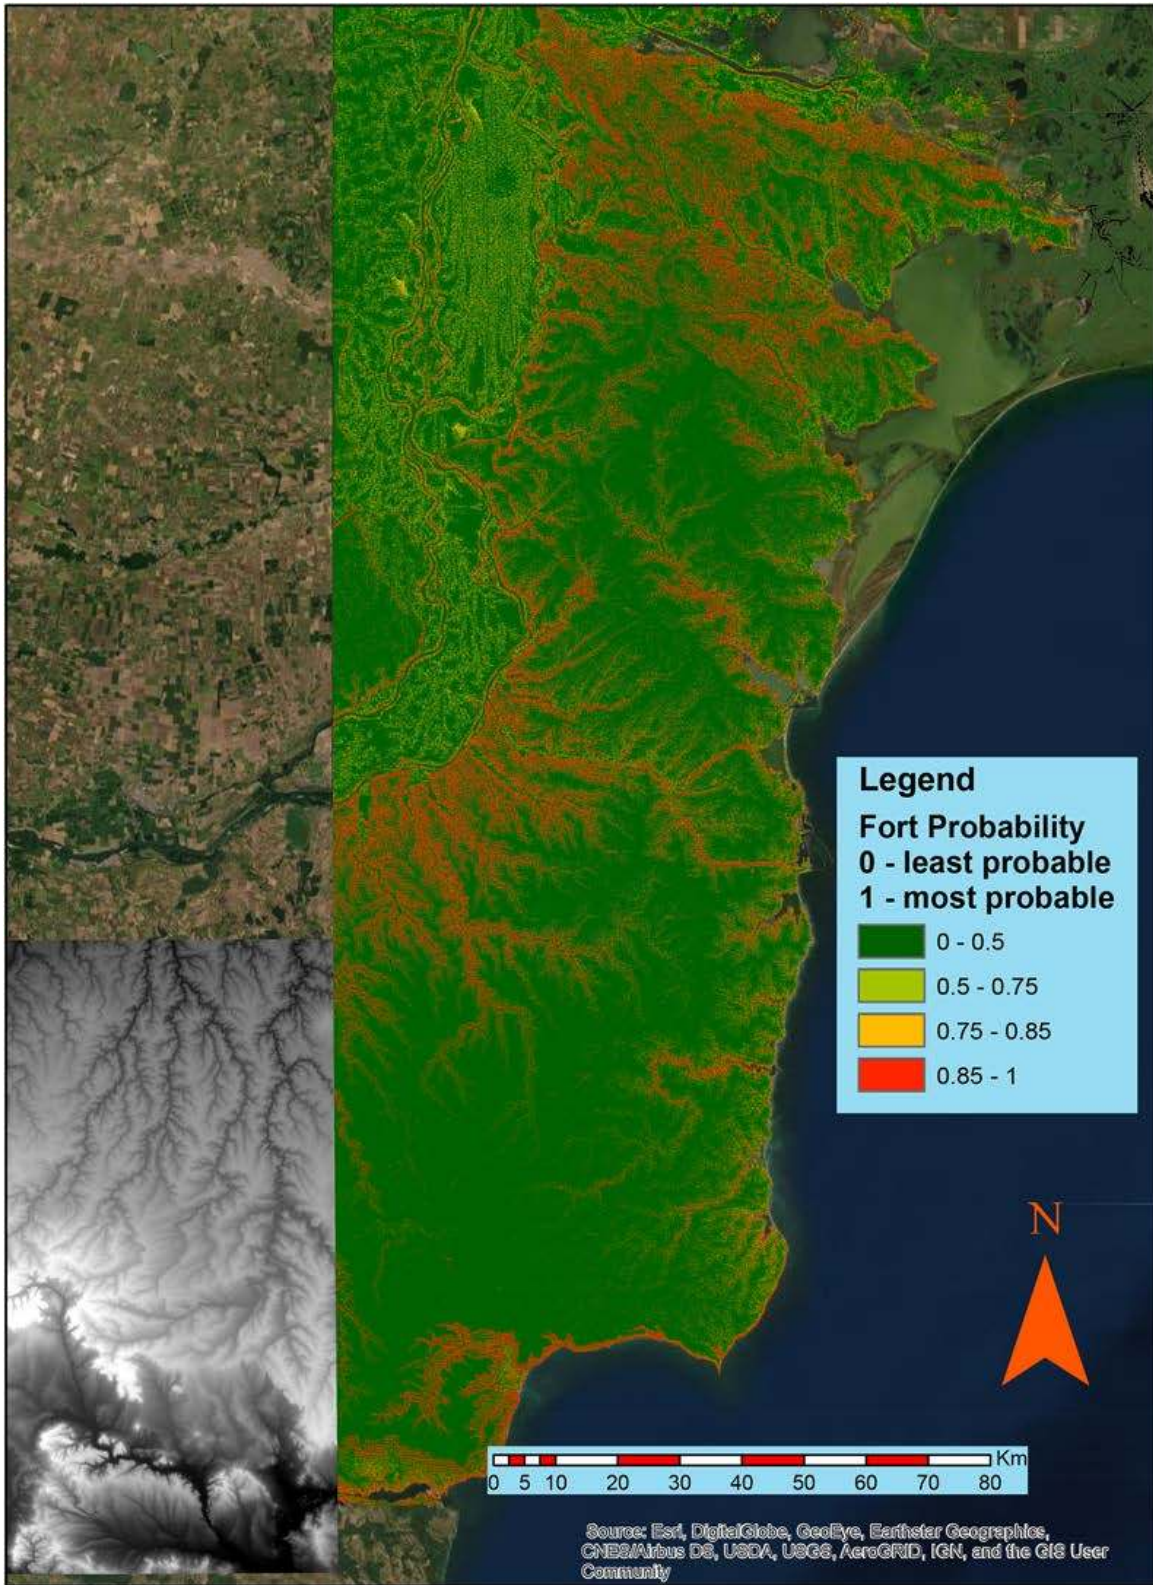 Legend
Fort Probability
0 - least probable
1 - most probable
0 - 0.5
0.5 - 0.75
0.75 - 0.85
0.85 - 1
N
Km
0 5 10 20 30 40 50 60 70 80
Source: Esri, DigitalGlobe, GeoEye, Earthstar Geographics,
CNES/Airbus DS, USDA, USGS, AeroGRID, IGN, and the GIS User
Community